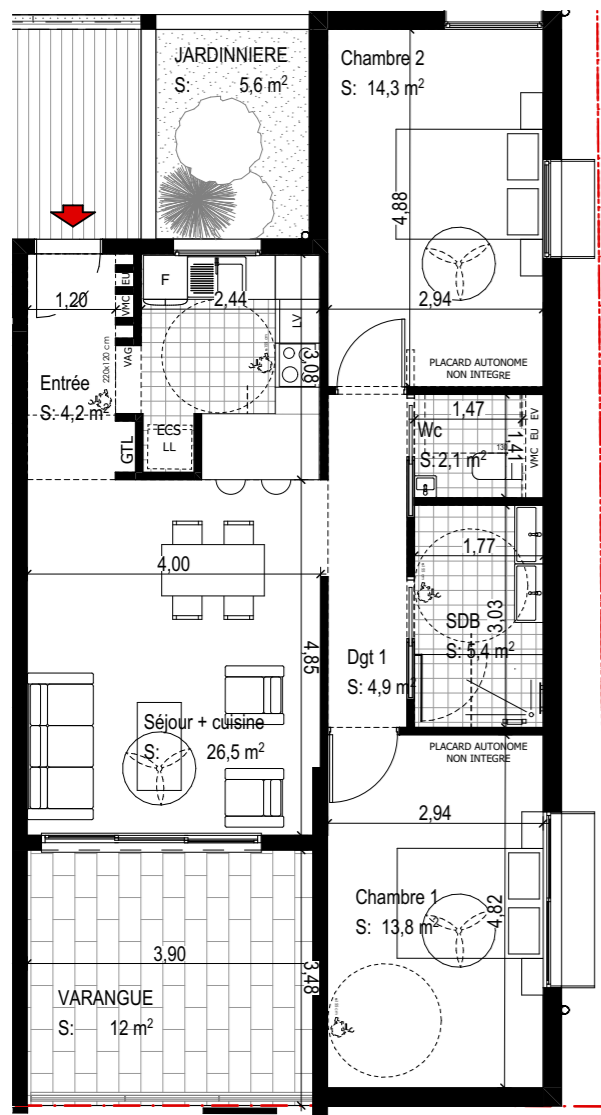 JARDINNIERE
S: 5,6 m²
Chambre 2
S: 14,3 m²
4,88
2,94
PLACARD AUTONOME
NON INTEGRE
1,20
VMC EU
F
2,44
LV
3,08
220x120 cm
VAG
Entrée
S: 4,2 m²
GTL
ECS
LL
1,47
Wc
S: 2,1 m²
1,41
VMC EU EV
4,00
1,77
3,03
SDB
S: 5,4 m²
4,85
Dgt 1
S: 4,9 m²
Séjour + cuisine
S: 26,5 m²
PLACARD AUTONOME
NON INTEGRE
2,94
Chambre 1
S: 13,8 m²
4,82
3,90
3,48
VARANGUE
S: 12 m²